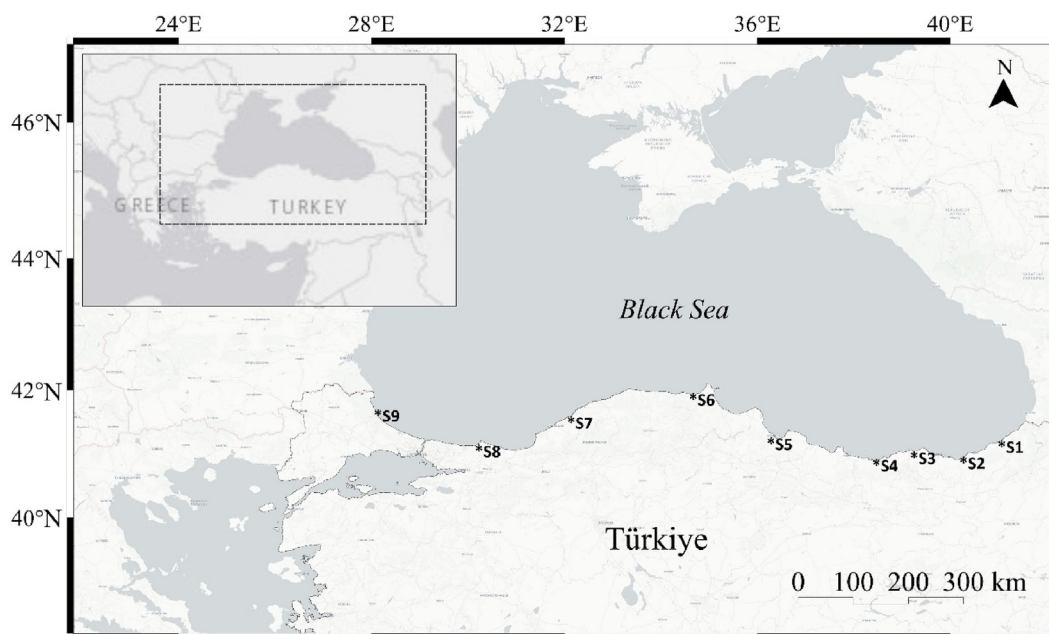 24°E 28°E 32°E 36°E 40°E
N
46°N
GREECE TURKEY
44°N
Black Sea
42°N
*S6
*S9
*S7
*S5
*S1
*S8
*S3
*S4 *S2
40°N
Türkiye
0 100 200 300 km